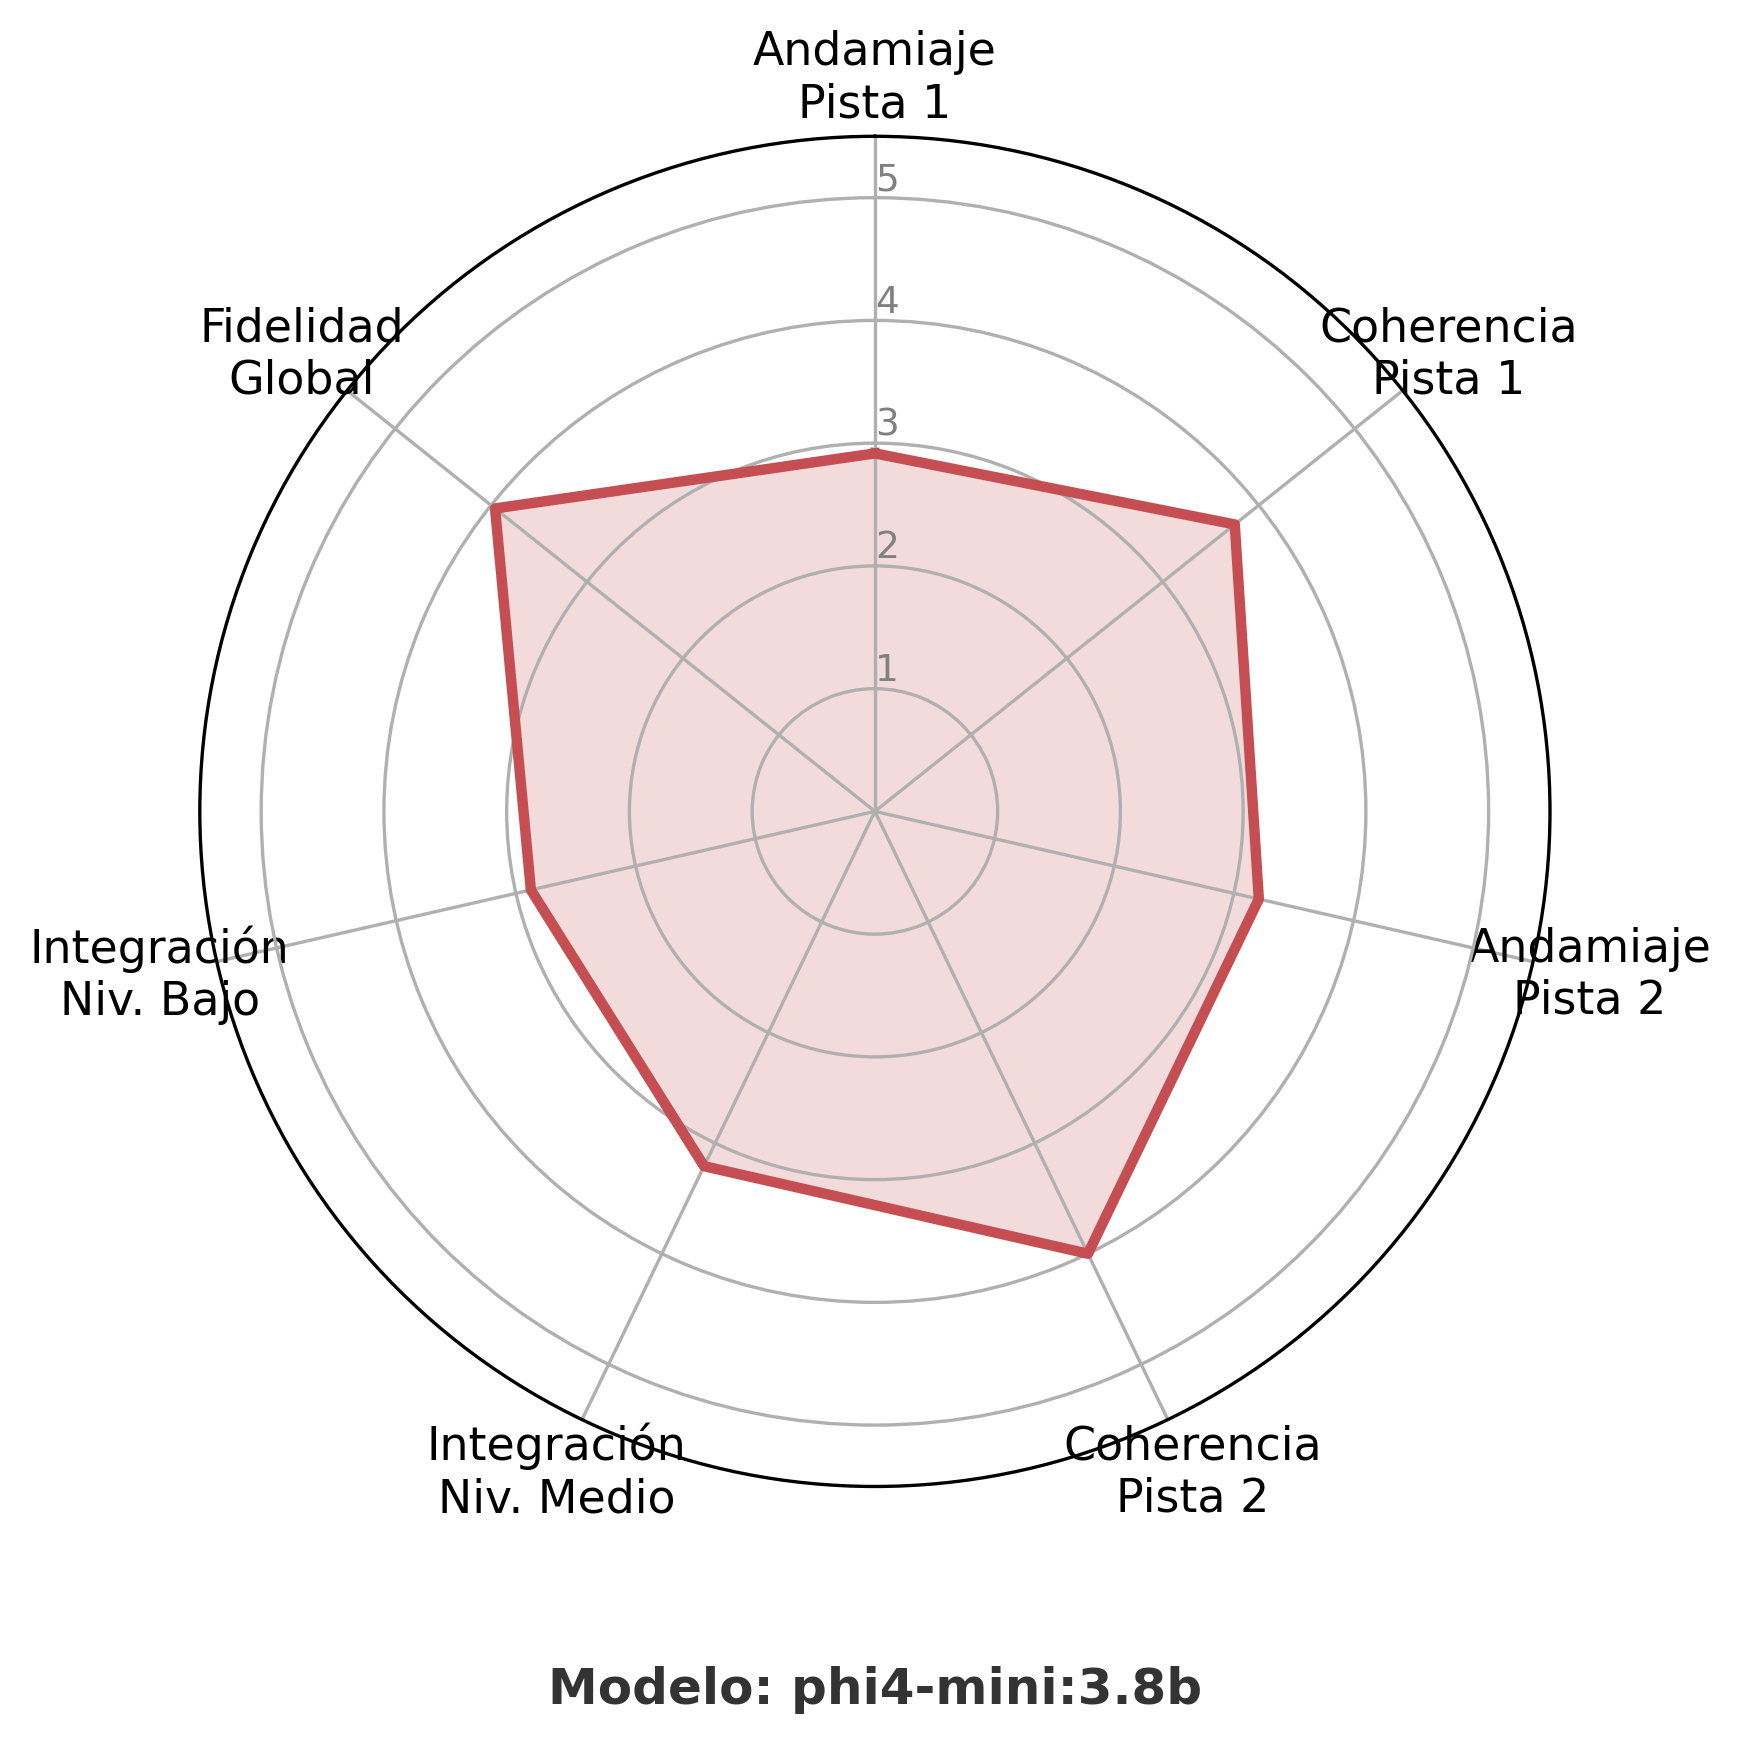 Andamiaje
Pista 1
5
4
3
2
1
Fidelidad
Global
Coherencia
Pista 1
Integración
Niv. Bajo
Andamiaje
Pista 2
Integración
Niv. Medio
Coherencia
Pista 2
Modelo: phi4-mini:3.8b